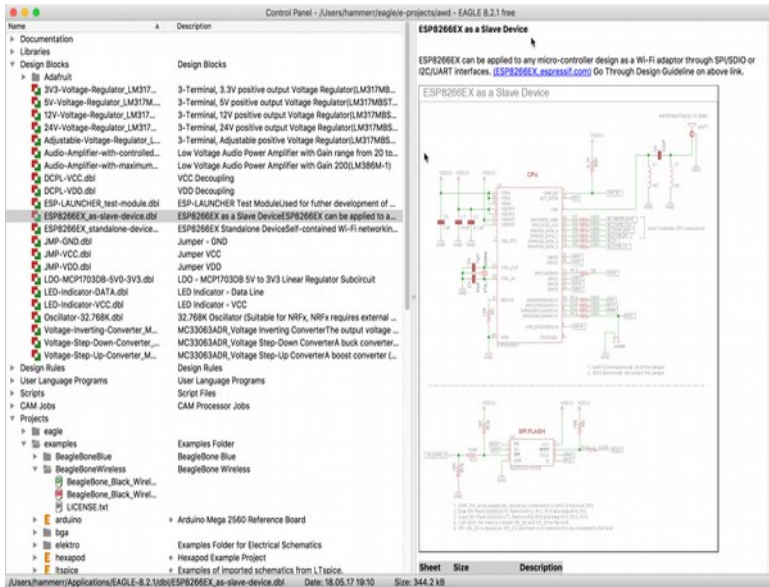 Control Panel - /Users/hammerr/eagle/e-projects/awd - EAGLE 8.2.1 free
Name Description
Documentation
Libraries
Design Blocks Design Blocks
Adafruit
3V3-Voltage-Regulator_LM317... 3-Terminal, 3.3V positive output Voltage Regulator(LM317MB...
5V-Voltage-Regulator_LM317M.... 3-Terminal, 5V positive output Voltage Regulator(LM317MBST...
12V-Voltage-Regulator_LM317... 3-Terminal, 12V positive output Voltage Regulator(LM317MBS...
24V-Voltage-Regulator_LM317... 3-Terminal, 24V positive output Voltage Regulator(LM317MBS...
Adjustable-Voltage-Regulator_L... 3-Terminal, Adjustable positive Voltage Regulator(LM317MBS...
Audio-Amplifier-with-controlled... Low Voltage Audio Power Amplifier with Gain range from 20 to...
Audio-Amplifier-with-maximum... Low Voltage Audio Power Amplifier with Gain 200(LM386M-1)
DCPL-VCC.dbl VCC Decoupling
DCPL-VDD.dbl VDD Decoupling
ESP-LAUNCHER_test-module.dbl ESP-LAUNCHER Test ModuleUsed for futher development of ...
ESP8266EX_as-slave-device.dbl ESP8266EX as a Slave DeviceESP8266EX can be applied to a...
ESP8266EX_standalone-device... ESP8266EX Standalone DeviceSelf-contained Wi-Fi networkin...
JMP-GND.dbl Jumper - GND
JMP-VCC.dbl Jumper VCC
JMP-VDD.dbl Jumper VDD
LDO-MCP1703DB-5V0-3V3.dbl LDO - MCP1703DB 5V to 3V3 Linear Regulator Subcircuit
LED-Indicator-DATA.dbl LED Indicator - Data Line
LED-Indicator-VCC.dbl LED Indicator - VCC
Oscillator-32.768K.dbl 32.768K Oscillator (Suitable for NRFx, NRFx requires external ...
Voltage-Inverting-Converter_M... MC33063ADR_Voltage Inverting ConverterThe output voltage ...
Voltage-Step-Down-Converter_... MC33063ADR_Voltage Step-Down ConverterA buck converter...
Voltage-Step-Up-Converter_M... MC33063ADR_Voltage Step-Up ConverterA boost converter (...
Design Rules Design Rules
User Language Programs User Language Programs
Scripts Script Files
CAM Jobs CAM Processor Jobs
Projects
eagle
examples Examples Folder
BeagleBoneBlue BeagleBone Blue
BeagleBoneWireless BeagleBone Wireless
BeagleBone_Black_Wirel...
BeagleBone_Black_Wirel...
LICENSE.txt
arduino Arduino Mega 2560 Reference Board
bga
elektro Examples Folder for Electrical Schematics
hexapod Hexapod Example Project
ltspice Examples of imported schematics from LTspice.
/Users/hammerr/Applications/EAGLE-8.2.1/dbl/ESP8266EX_as-slave-device.dbl Date: 18.05.17 19:10 Size: 344.2 kB
ESP8266EX as a Slave Device
ESP8266EX can be applied to any micro-controller design as a Wi-Fi adaptor through SPI/SDIO or
I2C/UART interfaces. (ESP8266EX_espressif.com) Go Through Design Guideline on above link.
ESP8266EX as a Slave Device
CPU
SPI FLASH
Sheet Size Description